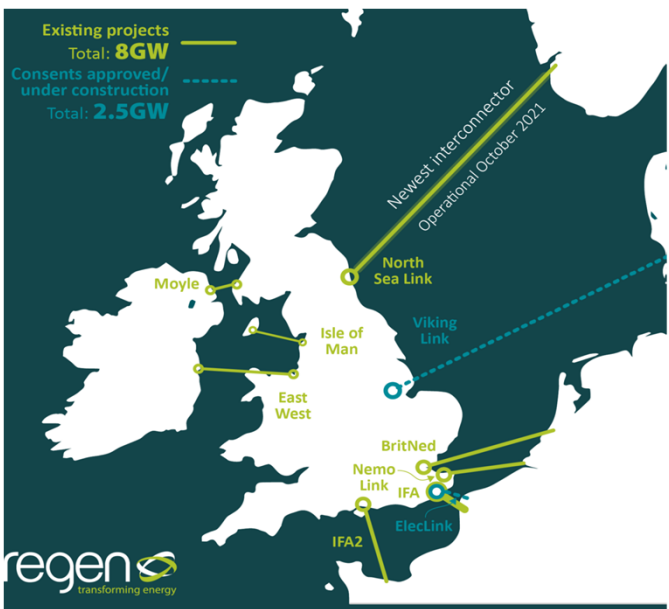 Existing projects
Total: 8GW
Consents approved/
under construction
Total: 2.5GW
Newest interconnector
Operational October 2021
North
Sea Link
Moyle
Viking
Link
Isle of
Man
East
West
BritNed
Nemo
Link
IFA
ElecLink
IFA2
regen
transforming energy